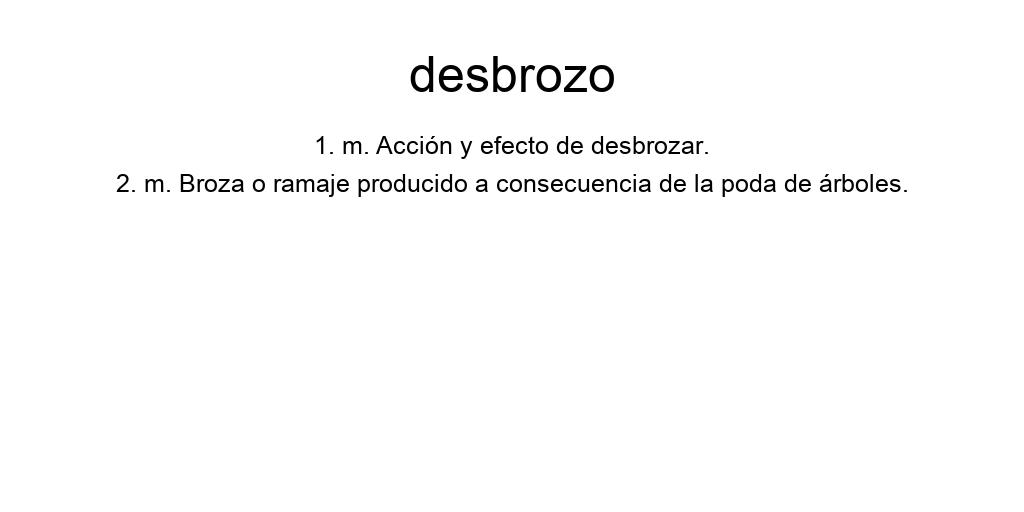 desbrozo
1. m. Acción y efecto de desbrozar.
2. m. Broza o ramaje producido a consecuencia de la poda de árboles.